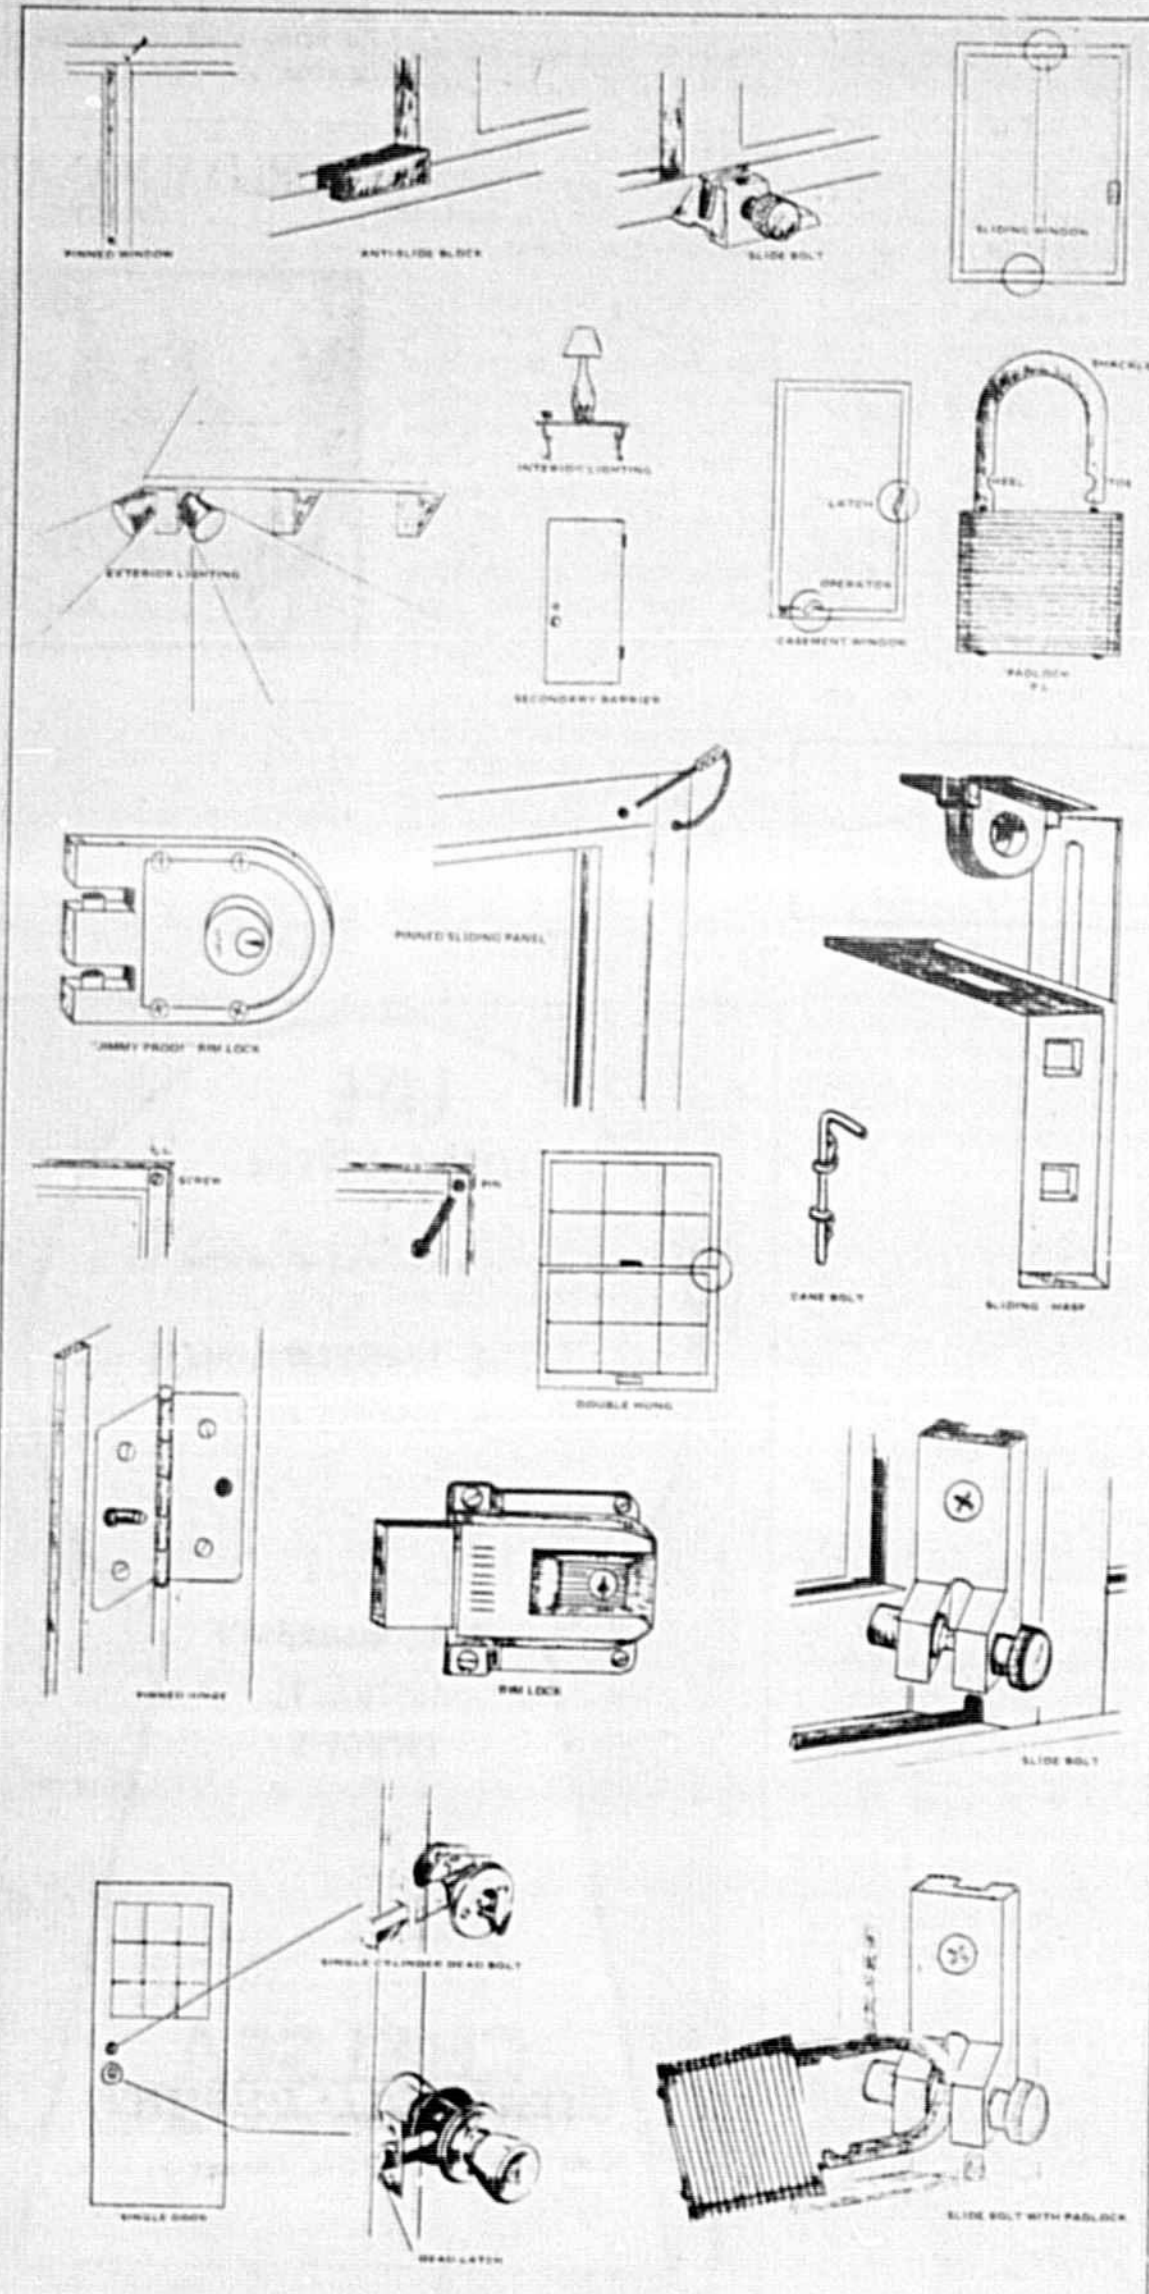 PINNED WINDOW
ANTI-SLIDE BLOCK
SLIDE BOLT
SLIDING WINDOW
SHACKLE
HEEL
TOE
INTERIOR LIGHTING
LATCH
EXTERIOR LIGHTING
OPERATOR
CASEMENT WINDOW
PADLOCK
SECONDARY BARRIER
PINNED SLIDING PANEL
"JIMMY PROOF" RIM LOCK
SCREW
PIN
CANE BOLT
SLIDING HASP
DOUBLE HUNG
PINNED HINGE
RIM LOCK
SLIDE BOLT
SINGLE CYLINDER DEAD BOLT
SINGLE DOOR
SLIDE BOLT WITH PADLOCK
DEAD LATCH